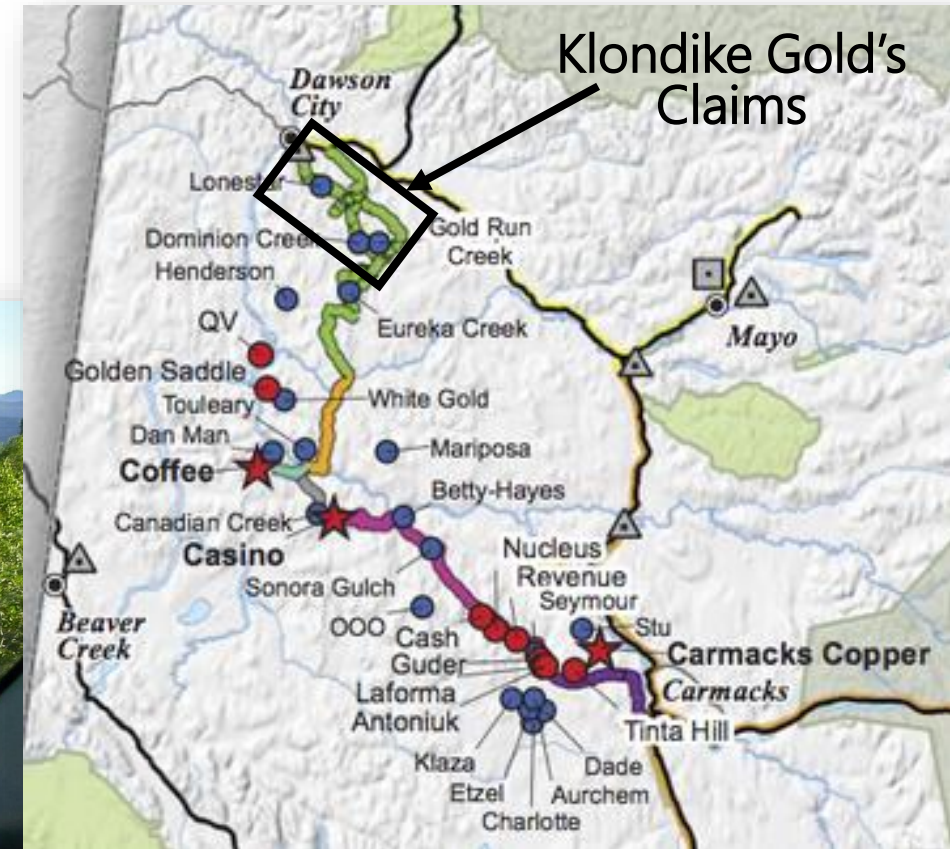 Klondike Gold's
Claims
Dawson
City
Lonestar
Gold Run
Creek
Dominion Creek
Henderson
QV
Eureka Creek
Mayo
Golden Saddle
Touleary
White Gold
Dan Man
Mariposa
Coffee
Betty-Hayes
Canadian Creek
Casino
Nucleus
Sonora Gulch
Revenue
Seymour
OOO
Cash
Stu
Beaver
Creek
Guder
Carmacks Copper
Laforma
Carmacks
Antoniuk
Tinta Hill
Klaza
Dade
Etzel
Aurchem
Charlotte